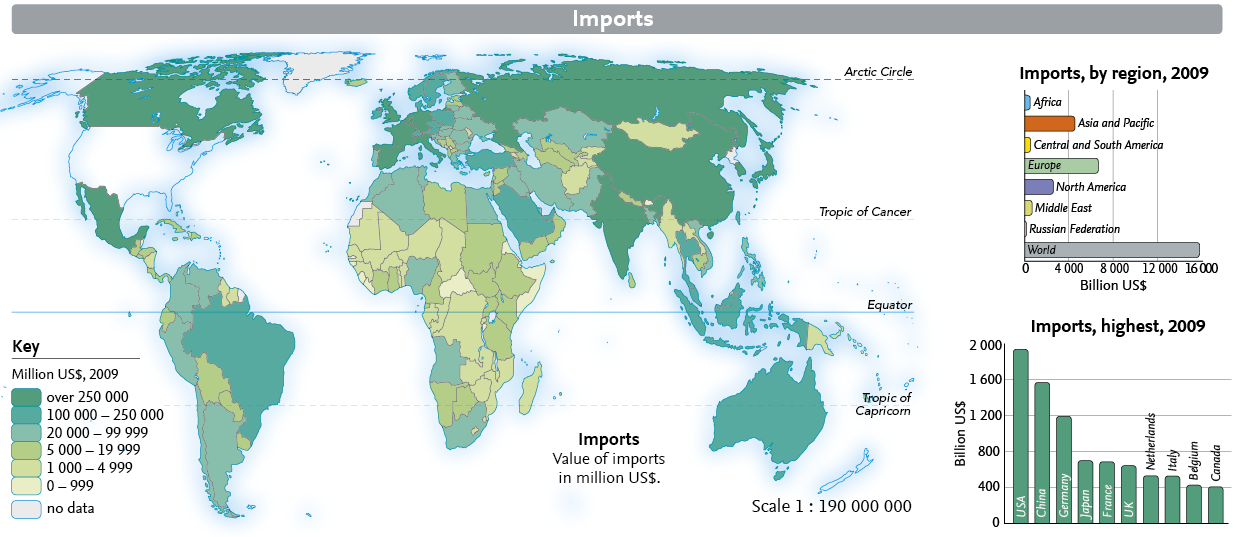 Imports
Arctic Circle
Tropic of Cancer
Equator
Tropic of
Capricorn
Key
Million US$, 2009
over 250 000
100 000 – 250 000
20 000 – 99 999
5 000 – 19 999
1 000 – 4 999
0 – 999
no data
Imports
Value of imports
in million US$.
Scale 1 : 190 000 000
Imports, by region, 2009
Africa
Asia and Pacific
Central and South America
Europe
North America
Middle East
Russian Federation
World
0 4 000 8 000 12 000 16 000
Billion US$
Imports, highest, 2009
Billion US$
2 000
1 600
1 200
800
400
0
USA
China
Germany
Japan
France
UK
Netherlands
Italy
Belgium
Canada